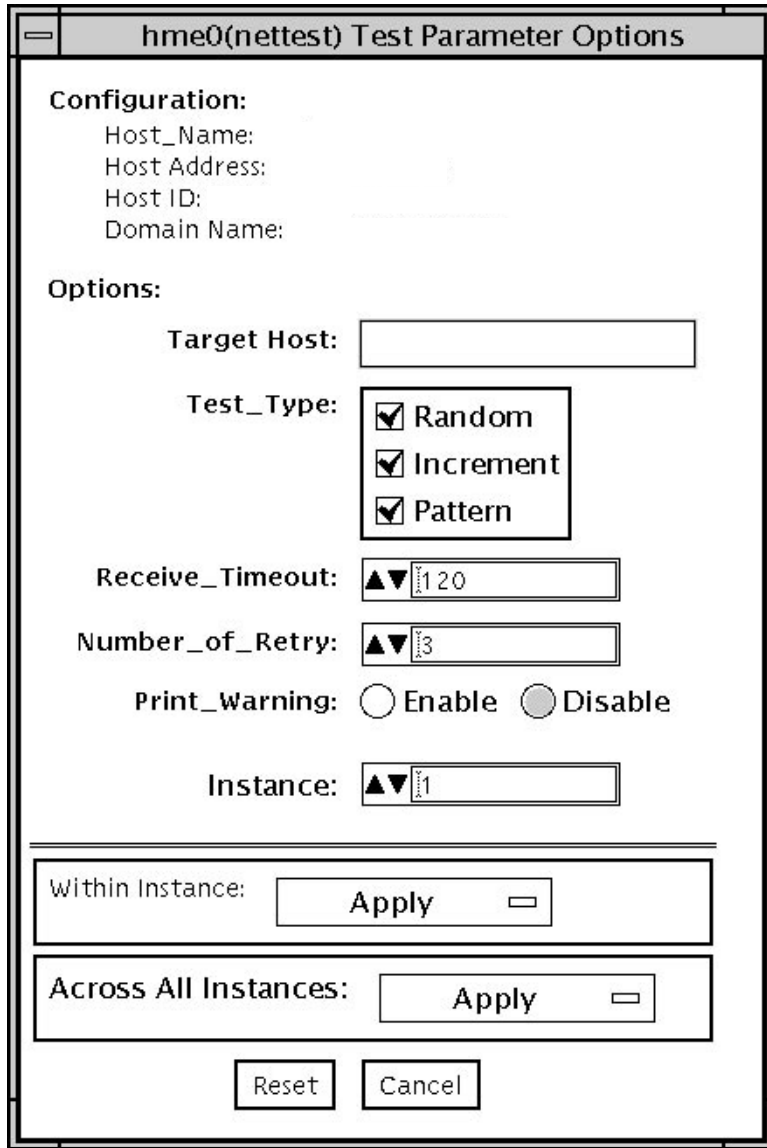 hme0(nettest) Test Parameter Options
Configuration:
Host_Name:
Host Address:
Host ID:
Domain Name:
Options:
Target Host:
Test_Type:
Random
Increment
Pattern
Receive_Timeout: 120
Number_of_Retry: 3
Print_Warning: Enable Disable
Instance: 1
Within Instance: Apply
Across All Instances: Apply
Reset Cancel